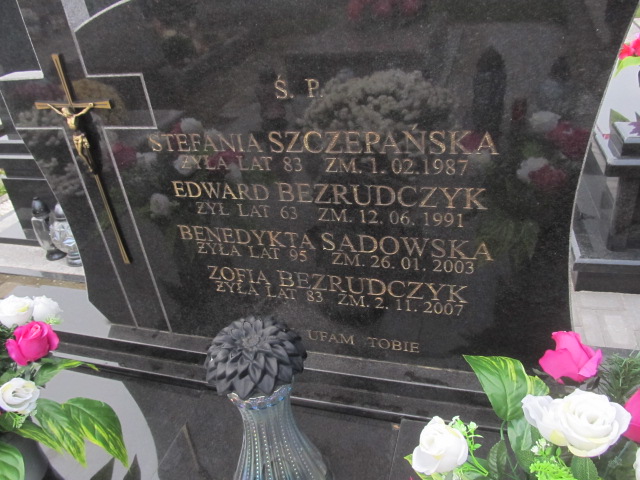 Ś. P.
STEFANIA SZCZEPAŃSKA
ŻYŁA LAT 83 ZM. 1.02.1987
EDWARD BEZRUDCZYK
ŻYŁ LAT 63 ZM. 12.06.1991
BENEDYKTA SADOWSKA
ŻYŁA LAT 95 ZM. 26.01.2003
ZOFIA BEZRUDCZYK
ŻYŁA LAT 83 ZM. 2.11.2007
UFAM TOBIE